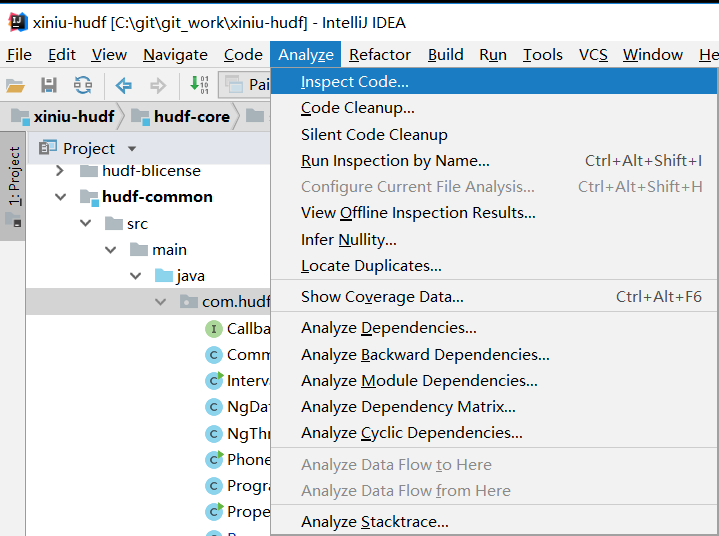 xiniu-hudf [C:\git\git_work\xiniu-hudf] - IntelliJ IDEA
File Edit View Navigate Code Analyze Refactor Build Run Tools VCS Window He
Pai
xiniu-hudf hudf-core
1: Project
Project
hudf-blicense
hudf-common
src
main
java
com.hudf
Callba
Comm
Interva
NgDat
NgThr
Phone
Progra
Prope
Inspect Code...
Code Cleanup...
Silent Code Cleanup
Run Inspection by Name... Ctrl+Alt+Shift+I
Configure Current File Analysis... Ctrl+Alt+Shift+H
View Offline Inspection Results...
Infer Nullity...
Locate Duplicates...
Show Coverage Data... Ctrl+Alt+F6
Analyze Dependencies...
Analyze Backward Dependencies...
Analyze Module Dependencies...
Analyze Dependency Matrix...
Analyze Cyclic Dependencies...
Analyze Data Flow to Here
Analyze Data Flow from Here
Analyze Stacktrace...